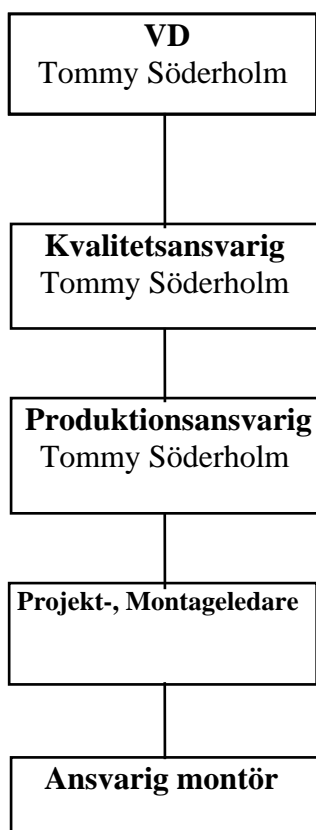 VD
Tommy Söderholm
Kvalitetsansvarig
Tommy Söderholm
Produktionsansvarig
Tommy Söderholm
Projekt-, Montageledare
Ansvarig montör